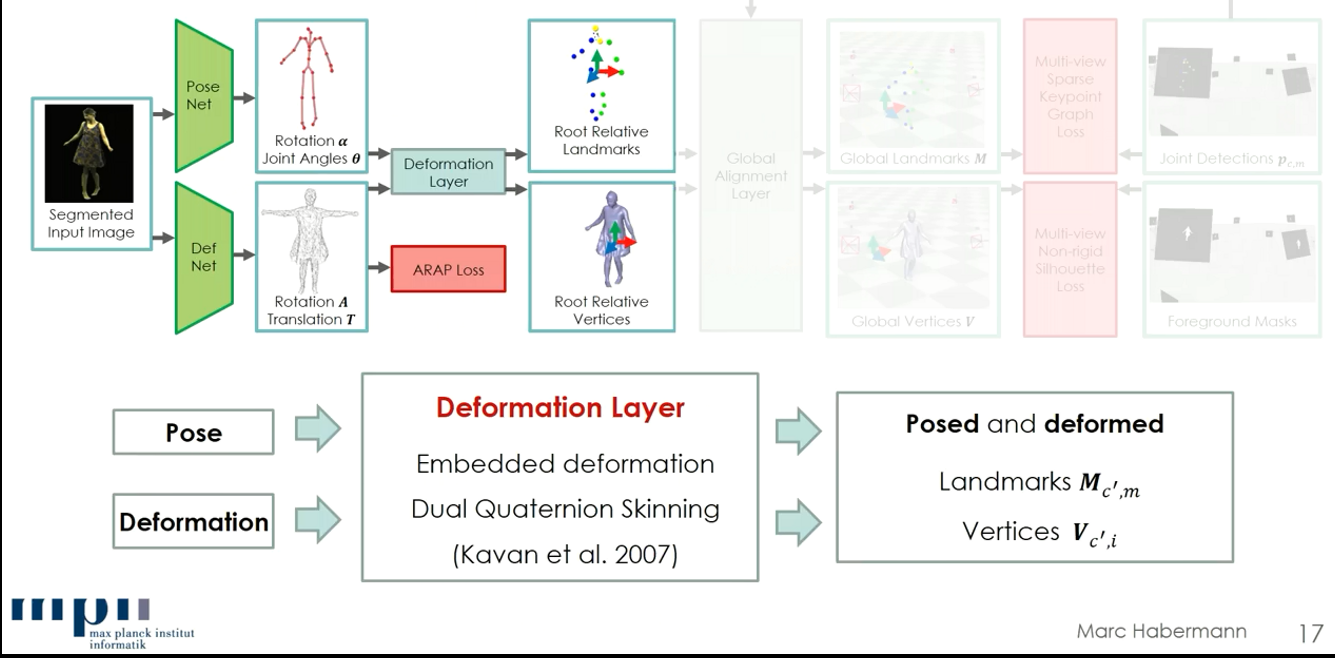 Segmented
Input Image
Pose
Net
Def
Net
Rotation α
Joint Angles θ
Rotation A
Translation T
Deformation
Layer
ARAP Loss
Root Relative
Landmarks
Root Relative
Vertices
Global
Alignment
Layer
Global Landmarks M
Global Vertices V
Multi-view
Sparse
Keypoint
Graph
Loss
Multi-view
Non-rigid
Silhouette
Loss
Joint Detections p_{c,m}
Foreground Masks
Pose
Deformation
Deformation Layer
Embedded deformation
Dual Quaternion Skinning
(Kavan et al. 2007)
Posed and deformed
Landmarks M_{c',m}
Vertices V_{c',i}
max planck institut
informatik
Marc Habermann
17